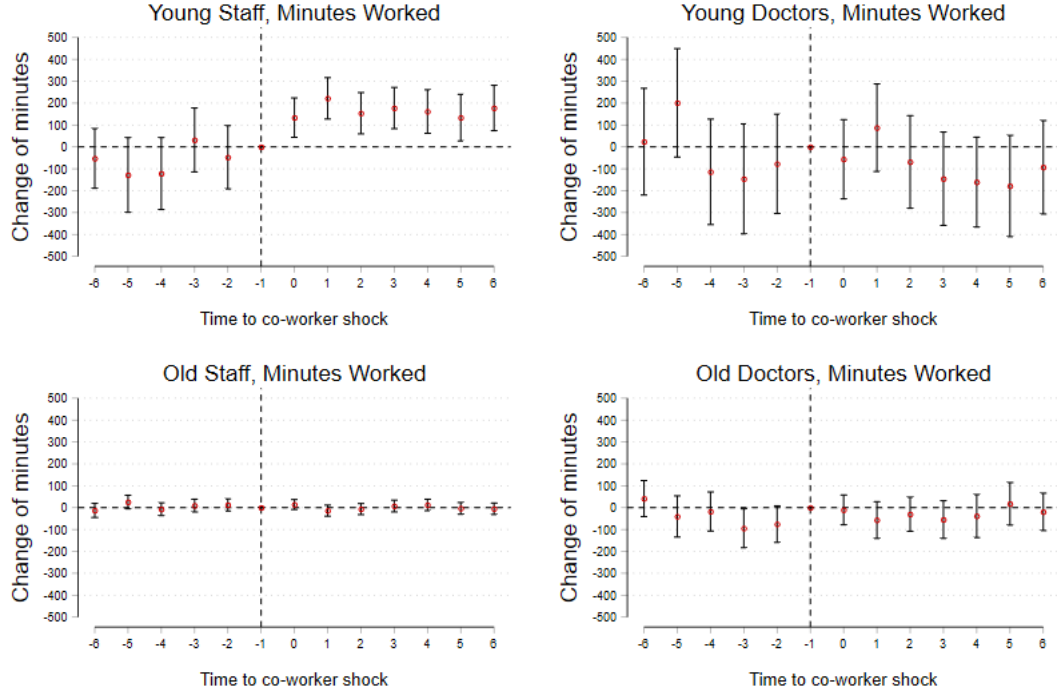 Young Staff, Minutes Worked
Change of minutes
500
400
300
200
100
0
-100
-200
-300
-400
-500
-6 -5 -4 -3 -2 -1 0 1 2 3 4 5 6
Time to co-worker shock
Young Doctors, Minutes Worked
Change of minutes
500
400
300
200
100
0
-100
-200
-300
-400
-500
-6 -5 -4 -3 -2 -1 0 1 2 3 4 5 6
Time to co-worker shock
Old Staff, Minutes Worked
Change of minutes
500
400
300
200
100
0
-100
-200
-300
-400
-500
-6 -5 -4 -3 -2 -1 0 1 2 3 4 5 6
Time to co-worker shock
Old Doctors, Minutes Worked
Change of minutes
500
400
300
200
100
0
-100
-200
-300
-400
-500
-6 -5 -4 -3 -2 -1 0 1 2 3 4 5 6
Time to co-worker shock